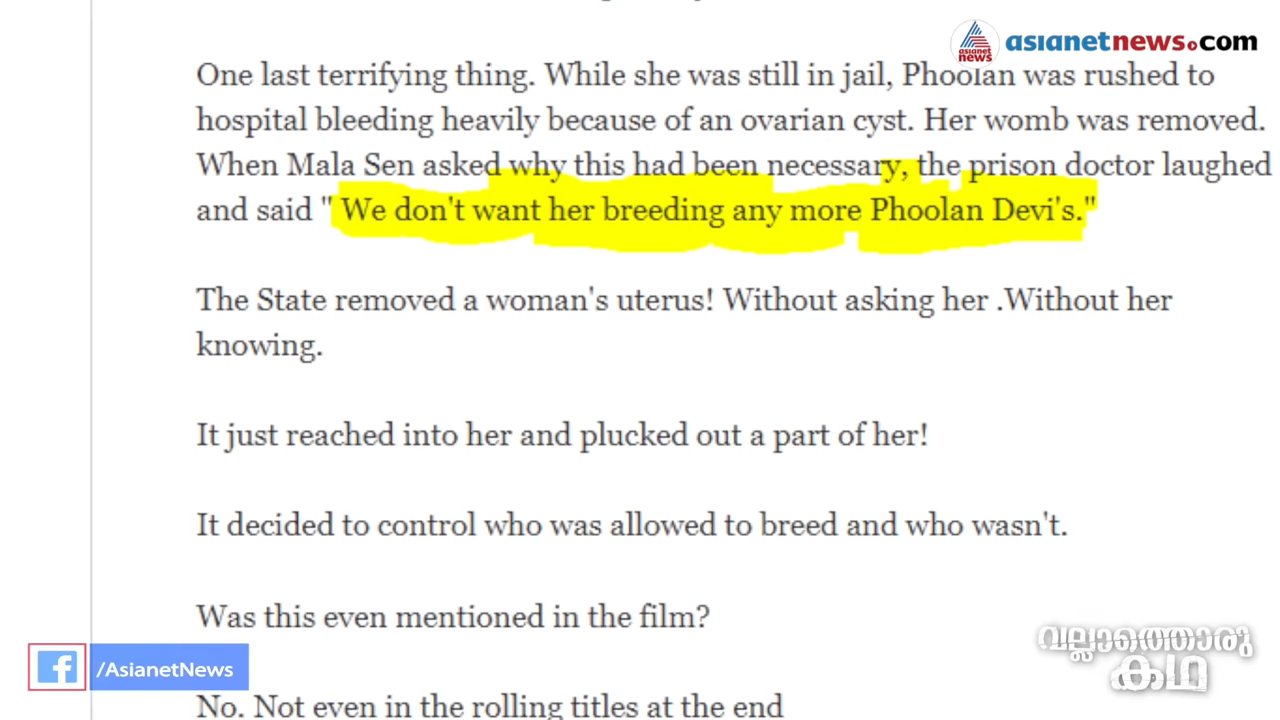 asianet news
asianetnews.com
One last terrifying thing. While she was still in jail, Phoolan was rushed to
hospital bleeding heavily because of an ovarian cyst. Her womb was removed.
When Mala Sen asked why this had been necessary, the prison doctor laughed
and said " We don't want her breeding any more Phoolan Devi's."
The State removed a woman's uterus! Without asking her .Without her
knowing.
It just reached into her and plucked out a part of her!
It decided to control who was allowed to breed and who wasn't.
Was this even mentioned in the film?
No. Not even in the rolling titles at the end
f /AsianetNews
വല്ലാത്തൊരു
കഥ